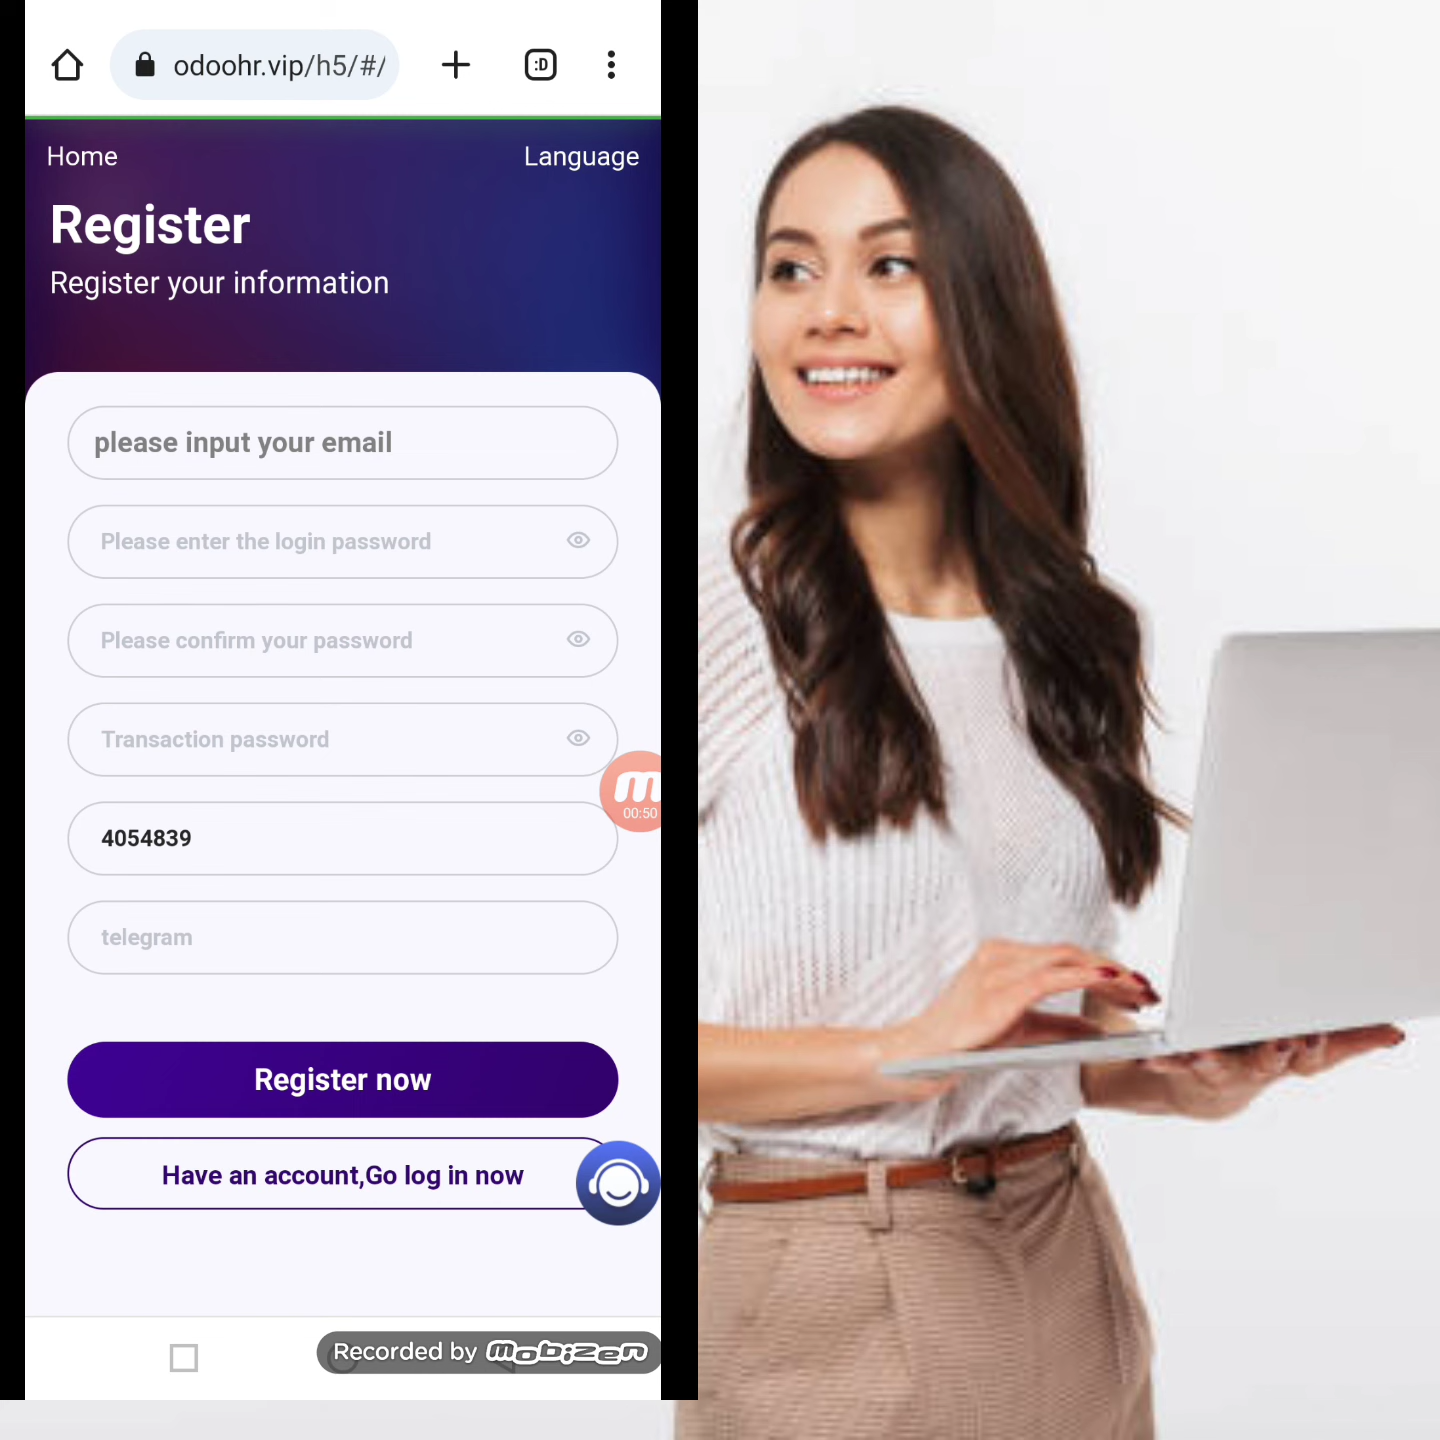 odoohr.vip/h5/#/
:D
Home
Language
Register
Register your information
please input your email
Please enter the login password
Please confirm your password
Transaction password
m
00:50
4054839
telegram
Register now
Have an account,Go log in now
Recorded by mobizen